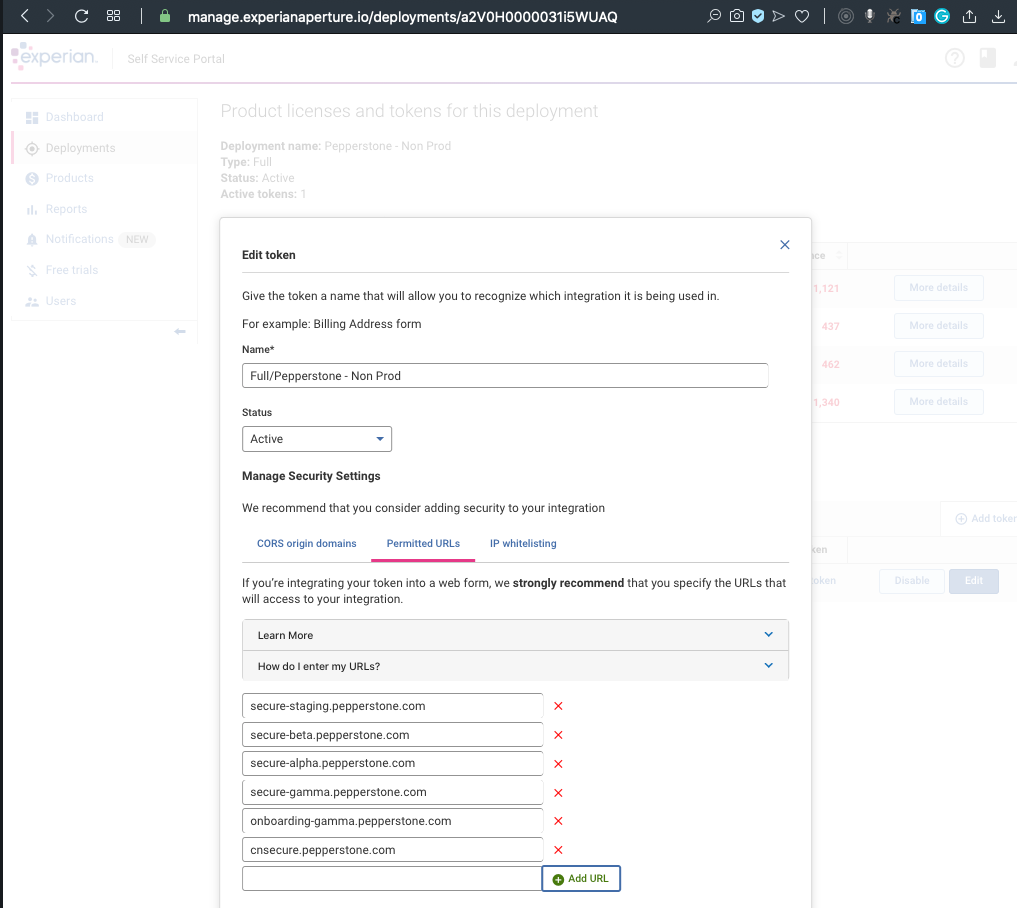 manage.experianaperture.io/deployments/a2V0H0000031i5WUAQ
experian.
Self Service Portal
Dashboard
Deployments
Products
Reports
Notifications NEW
Free trials
Users
Product licenses and tokens for this deployment
Deployment name: Pepperstone - Non Prod
Type: Full
Status: Active
Active tokens: 1
1,121 More details
437 More details
462 More details
1,340 More details
Add token
Disable Edit
Edit token
Give the token a name that will allow you to recognize which integration it is being used in.
For example: Billing Address form
Name*
Full/Pepperstone - Non Prod
Status
Active
Manage Security Settings
We recommend that you consider adding security to your integration
CORS origin domains Permitted URLs IP whitelisting
If you're integrating your token into a web form, we strongly recommend that you specify the URLs that
will access to your integration.
Learn More
How do I enter my URLs?
secure-staging.pepperstone.com
secure-beta.pepperstone.com
secure-alpha.pepperstone.com
secure-gamma.pepperstone.com
onboarding-gamma.pepperstone.com
cnsecure.pepperstone.com
Add URL